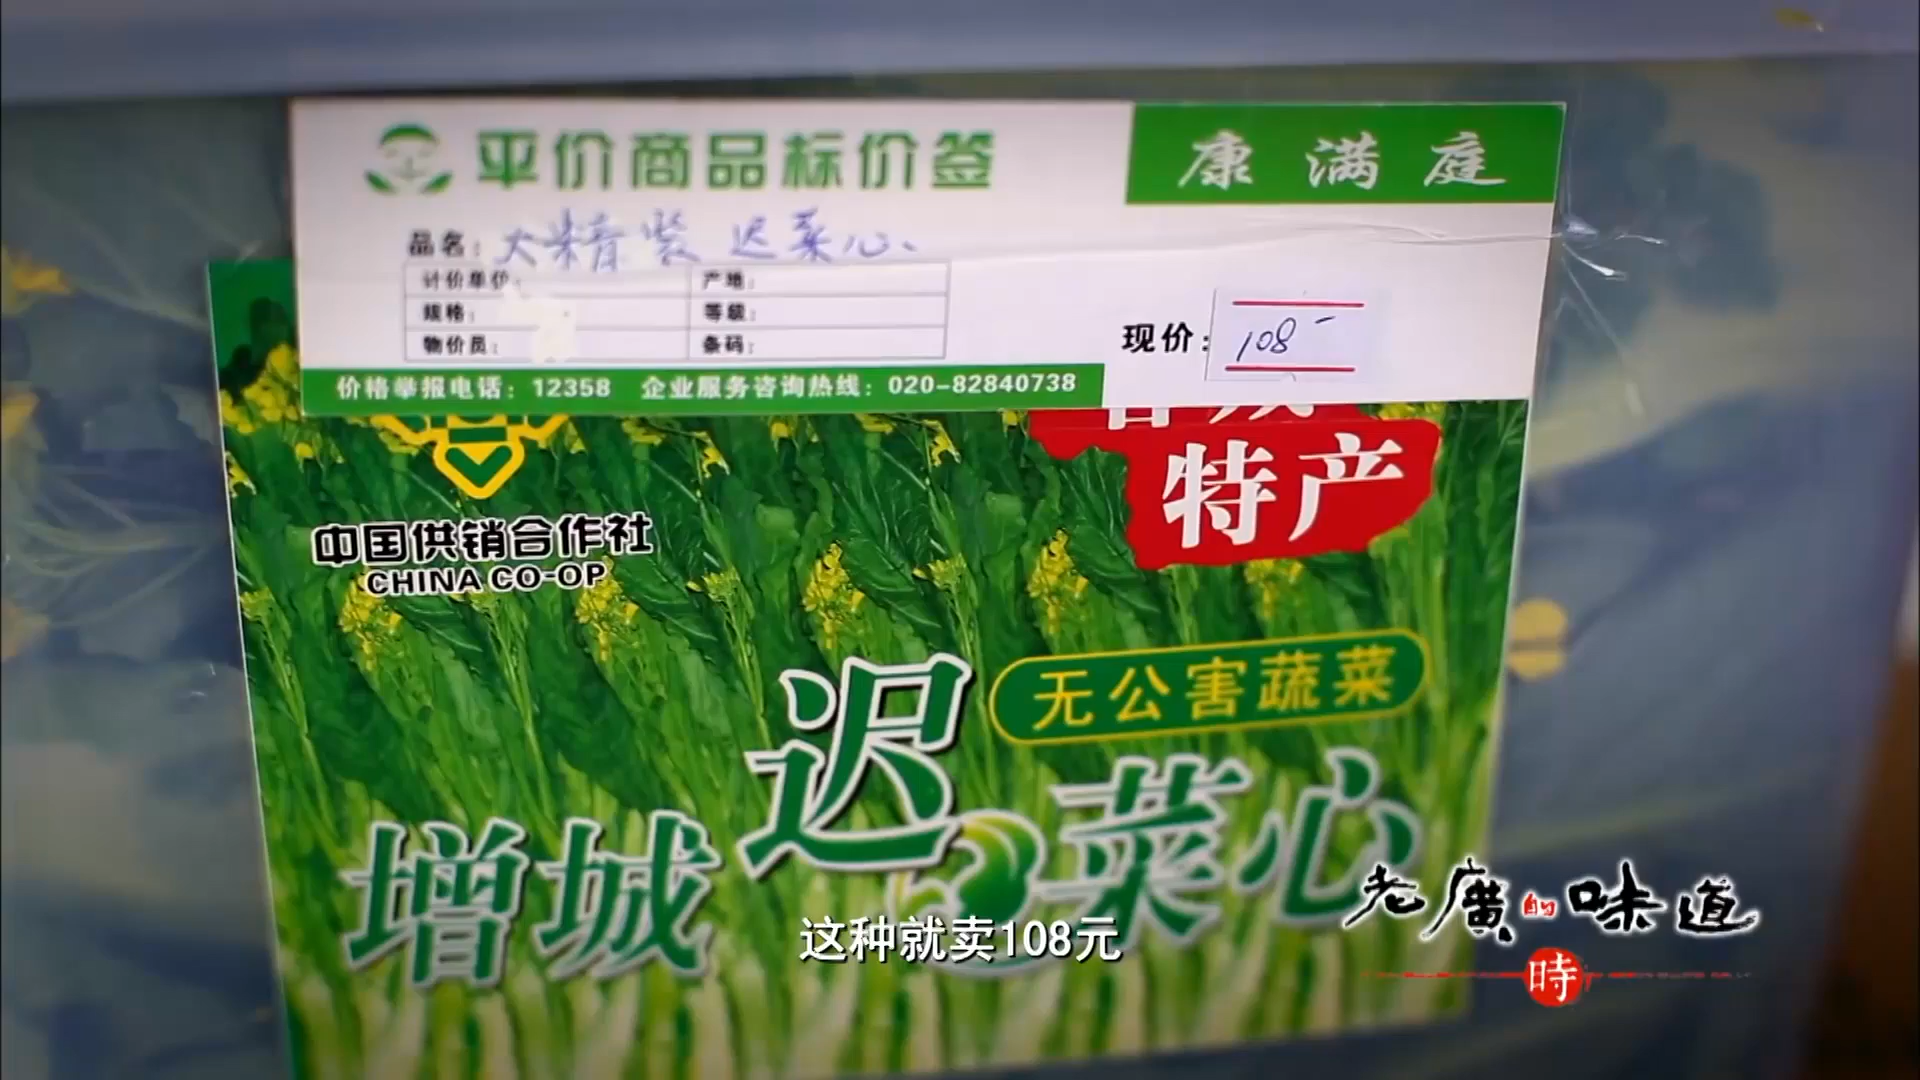 平价商品标价签
康满庭
品名：大精装 迟菜心、
计价单价：
产地：
规格：
等级：
物价员：
条码：
现价：108-
价格举报电话：12358 企业服务咨询热线：020-82840738
特产
中国供销合作社
CHINA CO-OP
无公害蔬菜
增城迟菜心
这种就卖108元
老廣的味道
時